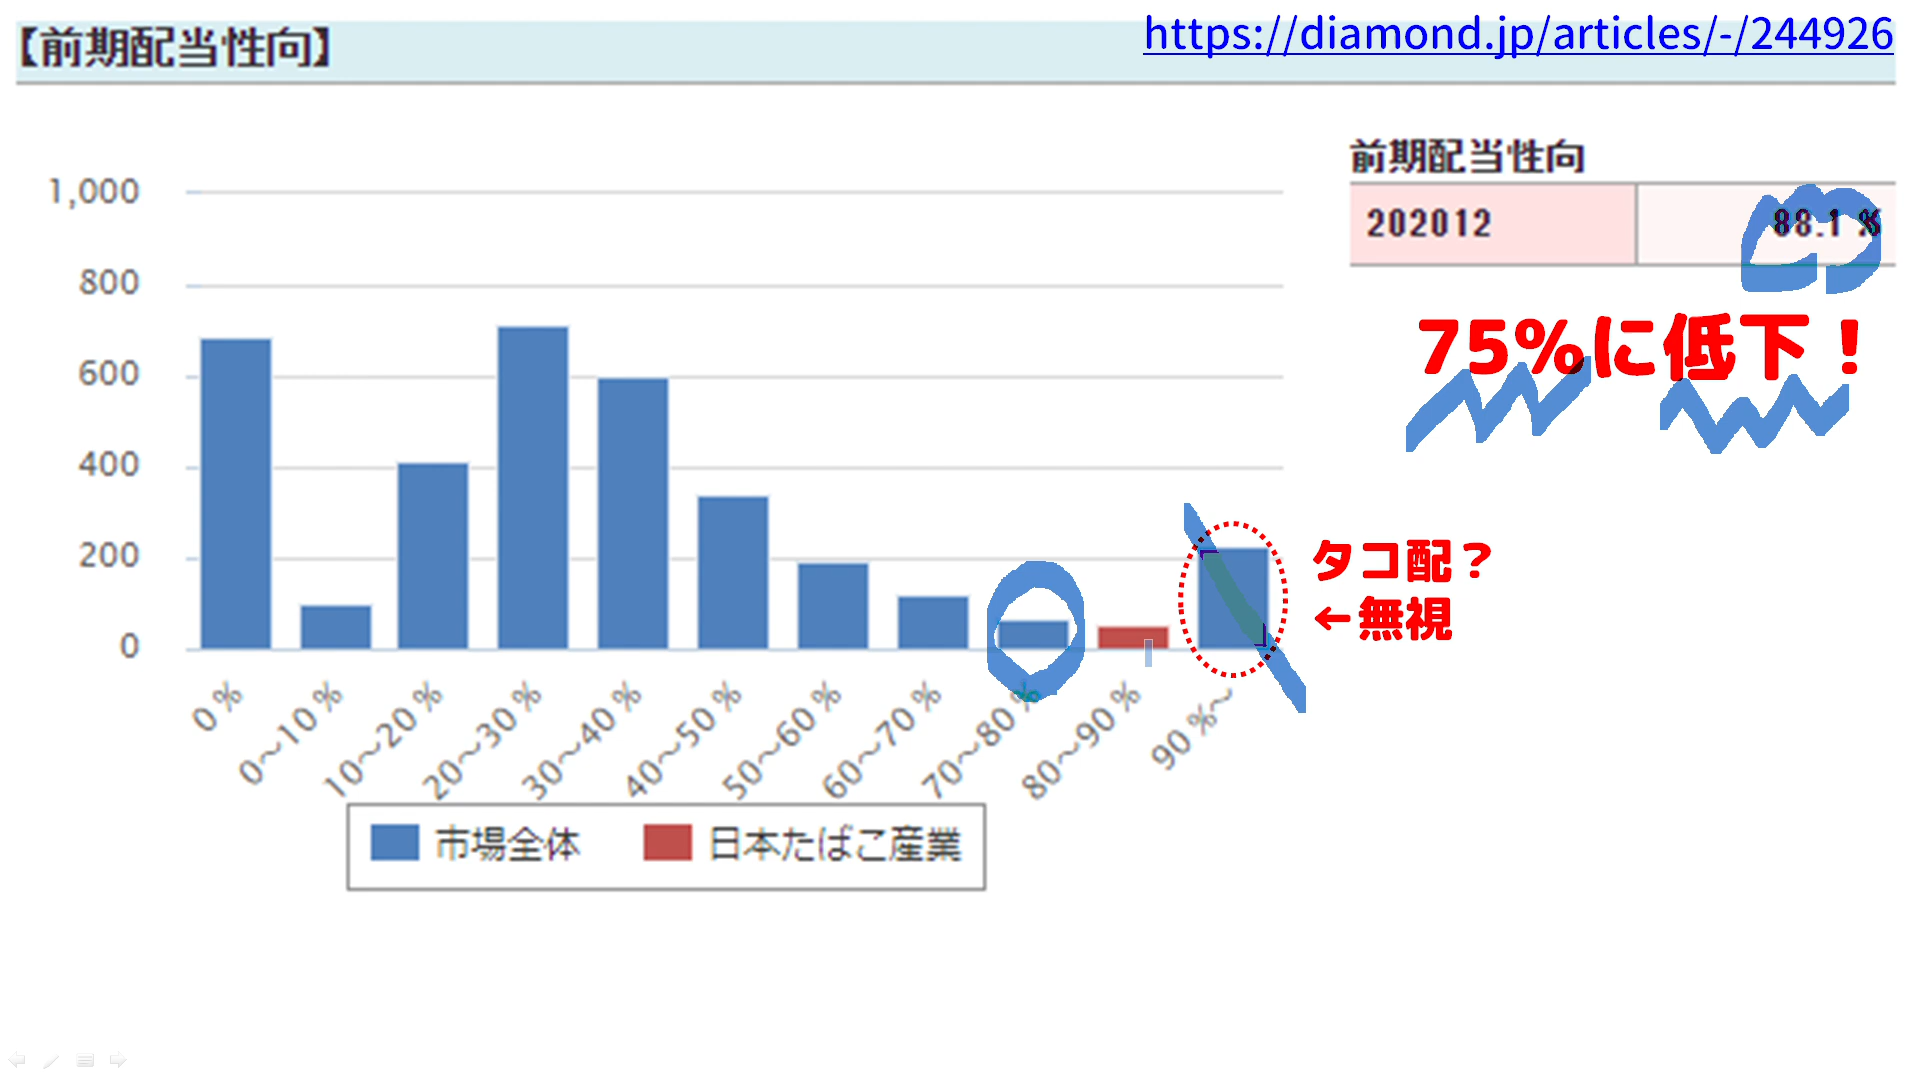 【前期配当性向】
https://diamond.jp/articles/-/244926
前期配当性向
202012 88.1 %
75%に低下！
1,000
800
600
400
200
0
0%
0～10%
10～20%
20～30%
30～40%
40～50%
50～60%
60～70%
70～80%
80～90%
90%～
タコ配？
←無視
市場全体 日本たばこ産業